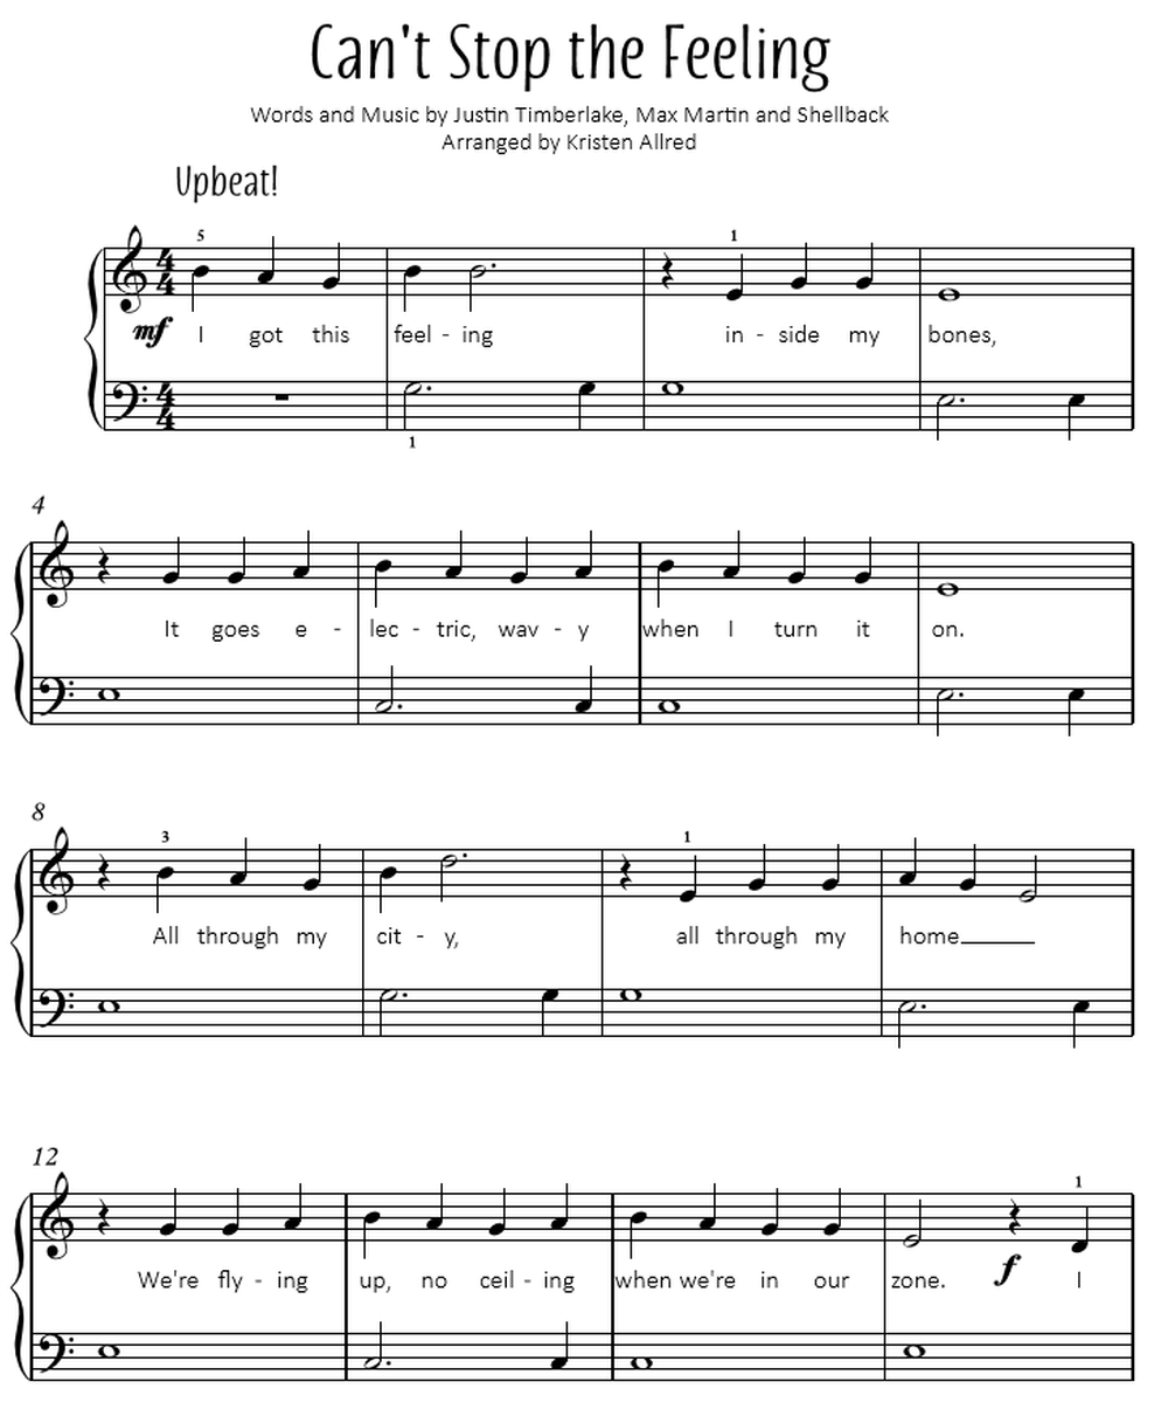 Can't Stop the Feeling
Words and Music by Justin Timberlake, Max Martin and Shellback
Arranged by Kristen Allred
Upbeat!
5 1
4 4
mf I got this feel - ing in - side my bones,
4 4
1
4
It goes e - lec - tric, wav - y when I turn it on.
8
3 1
All through my cit - y, all through my home
12
1
We're fly - ing up, no ceil - ing when we're in our zone. f I